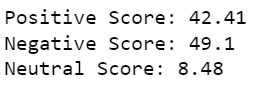 Positive Score: 42.41
Negative Score: 49.1
Neutral Score: 8.48